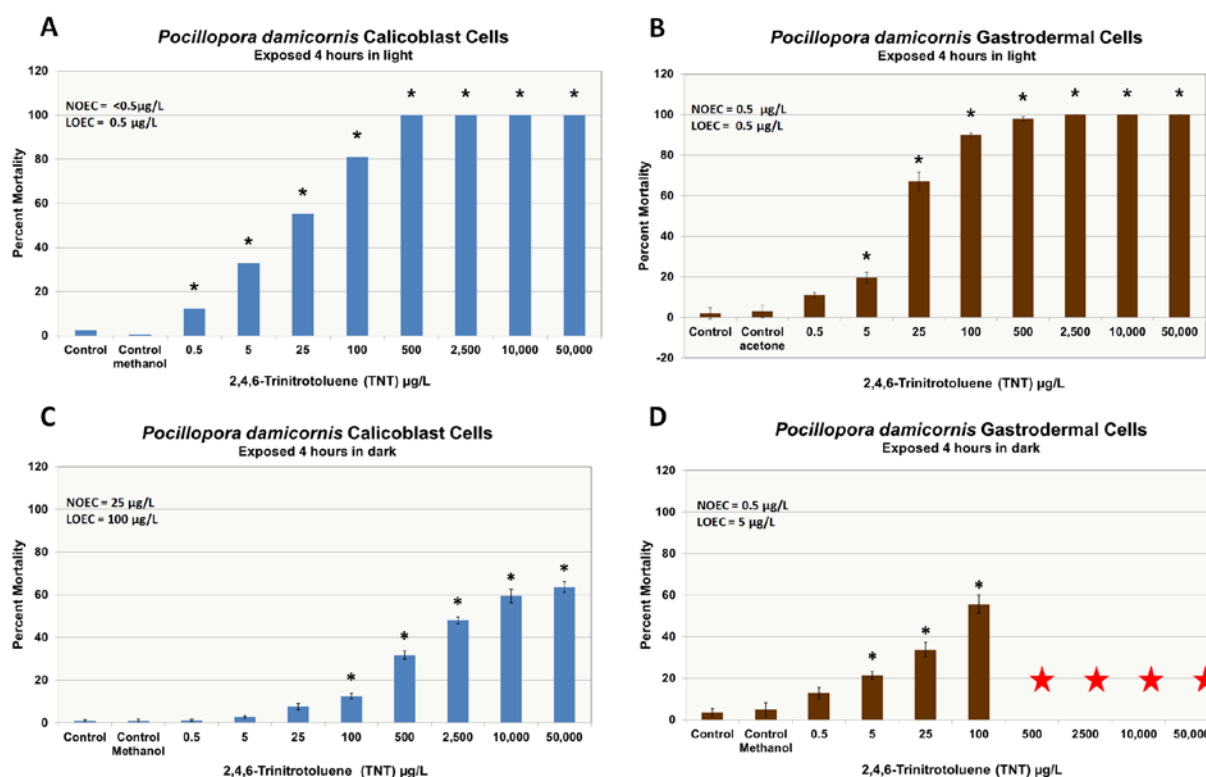 A
Pocillopora damicornis Calicoblast Cells
Exposed 4 hours in light
NOEC = <0.5µg/L
LOEC = 0.5 µg/L
Percent Mortality
120
100
80
60
40
20
0
* * * * * * * *
Control Control methanol 0.5 5 25 100 500 2,500 10,000 50,000
2,4,6-Trinitrotoluene (TNT) µg/L
B
Pocillopora damicornis Gastrodermal Cells
Exposed 4 hours in light
NOEC = 0.5 µg/L
LOEC = 0.5 µg/L
Percent Mortality
120
100
80
60
40
20
0
-20
* * * * * * *
Control Control acetone 0.5 5 25 100 500 2,500 10,000 50,000
2,4,6-Trinitrotoluene (TNT) µg/L
C
Pocillopora damicornis Calicoblast Cells
Exposed 4 hours in dark
NOEC = 25 µg/L
LOEC = 100 µg/L
Percent Mortality
120
100
80
60
40
20
0
* * * * *
Control Control Methanol 0.5 5 25 100 500 2,500 10,000 50,000
2,4,6-Trinitrotoluene (TNT) µg/L
D
Pocillopora damicornis Gastrodermal Cells
Exposed 4 hours in dark
NOEC = 0.5 µg/L
LOEC = 5 µg/L
Percent Mortality
120
100
80
60
40
20
0
* * *
Control Control Methanol 0.5 5 25 100 500 2500 10,000 50,000
2,4,6-Trinitrotoluene (TNT) µg/L